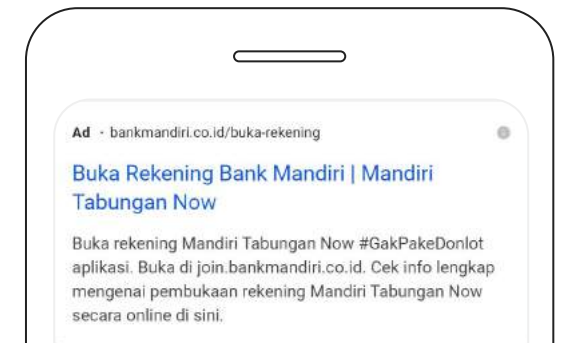 Ad · bankmandiri.co.id/buka-rekening
Buka Rekening Bank Mandiri | Mandiri
Tabungan Now
Buka rekening Mandiri Tabungan Now #GakPakeDonlot
aplikasi. Buka di join.bankmandiri.co.id. Cek info lengkap
mengenai pembukaan rekening Mandiri Tabungan Now
secara online di sini.